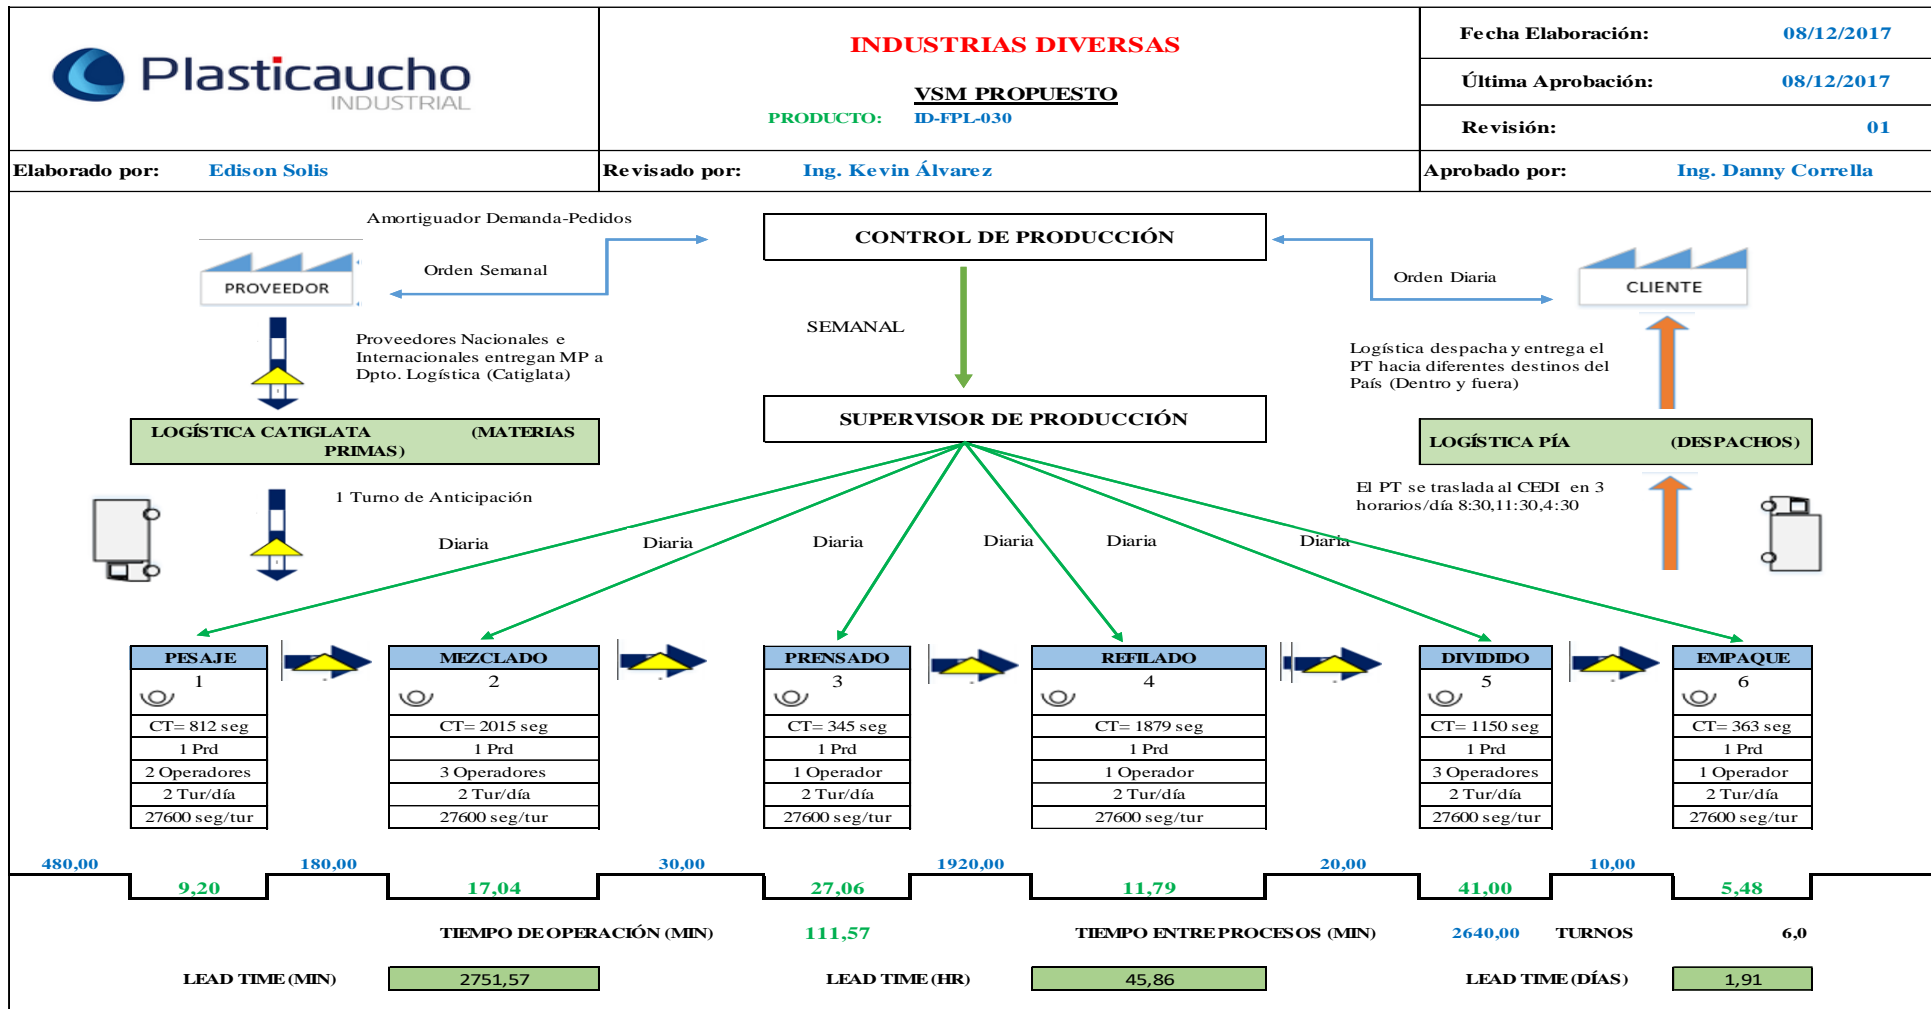 Plasticaucho
INDUSTRIAL
INDUSTRIAS DIVERSAS
VSM PROPUESTO
PRODUCTO: ID-FPL-030
Fecha Elaboración: 08/12/2017
Última Aprobación: 08/12/2017
Revisión: 01
Elaborado por: Edison Solis
Revisado por: Ing. Kevin Álvarez
Aprobado por: Ing. Danny Corrella
Amortiguador Demanda-Pedidos
CONTROL DE PRODUCCIÓN
Orden Semanal
Orden Diaria
PROVEEDOR
CLIENTE
SEMANAL
Proveedores Nacionales e
Internacionales entregan MP a
Dpto. Logística (Catiglata)
Logística despacha y entrega el
PT hacia diferentes destinos del
País (Dentro y fuera)
SUPERVISOR DE PRODUCCIÓN
LOGÍSTICA CATIGLATA (MATERIAS
PRIMAS)
LOGÍSTICA PÍA (DESPACHOS)
1 Turno de Anticipación
El PT se traslada al CEDI en 3
horarios/día 8:30,11:30,4:30
Diaria Diaria Diaria Diaria Diaria Diaria
PESAJE
1
CT= 812 seg
1 Prd
2 Operadores
2 Tur/día
27600 seg/tur
MEZCLADO
2
CT= 2015 seg
1 Prd
3 Operadores
2 Tur/día
27600 seg/tur
PRENSADO
3
CT= 345 seg
1 Prd
1 Operador
2 Tur/día
27600 seg/tur
REFILADO
4
CT= 1879 seg
1 Prd
1 Operador
2 Tur/día
27600 seg/tur
DIVIDIDO
5
CT= 1150 seg
1 Prd
3 Operadores
2 Tur/día
27600 seg/tur
EMPAQUE
6
CT= 363 seg
1 Prd
1 Operador
2 Tur/día
27600 seg/tur
480,00 180,00 30,00 1920,00 20,00 10,00
9,20 17,04 27,06 11,79 41,00 5,48
TIEMPO DE OPERACIÓN (MIN) 111,57 TIEMPO ENTRE PROCESOS (MIN) 2640,00 TURNOS 6,0
LEAD TIME (MIN) 2751,57 LEAD TIME (HR) 45,86 LEAD TIME (DÍAS) 1,91